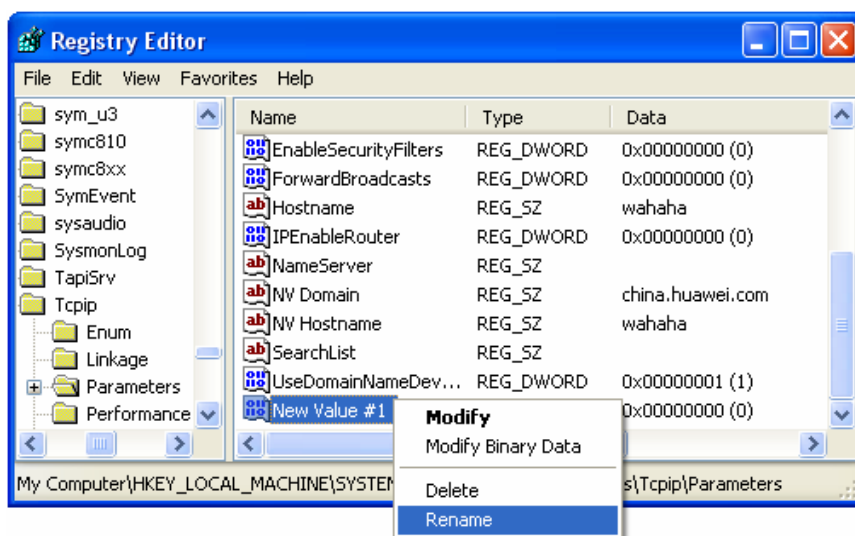 Registry Editor
File Edit View Favorites Help
sym_u3
symc810
symc8xx
SymEvent
sysaudio
SysmonLog
TapiSrv
Tcpip
Enum
Linkage
Parameters
Performance
Name Type Data
EnableSecurityFilters REG_DWORD 0x00000000 (0)
ForwardBroadcasts REG_DWORD 0x00000000 (0)
Hostname REG_SZ wahaha
IPEnableRouter REG_DWORD 0x00000000 (0)
NameServer REG_SZ
NV Domain REG_SZ china.huawei.com
NV Hostname REG_SZ wahaha
SearchList REG_SZ
UseDomainNameDev... REG_DWORD 0x00000001 (1)
New Value #1 0x00000000 (0)
Modify
Modify Binary Data
Delete
Rename
My Computer\HKEY_LOCAL_MACHINE\SYSTEM s\Tcpip\Parameters